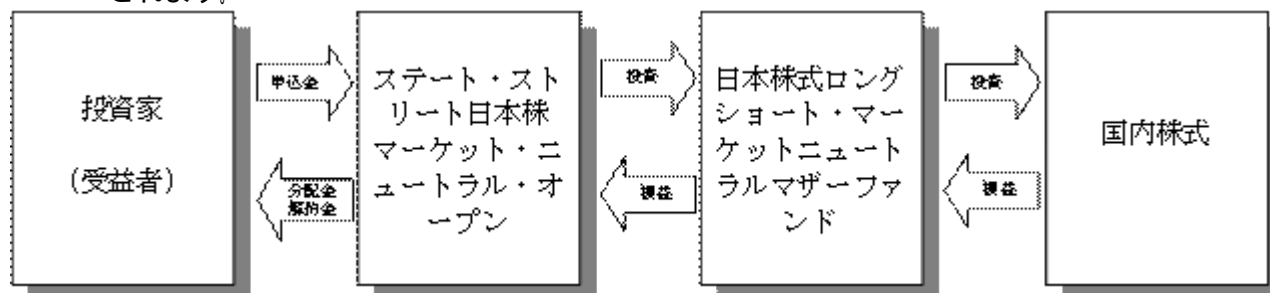 されます。
投資家
(受益者)
申込金
分配金
解約金
ステート・スト
リート日本株
マーケット・ニ
ュートラル・オ
ープン
投資
損益
日本株式ロング
ショート・マー
ケットニュート
ラルマザーファ
ンド
投資
損益
国内株式